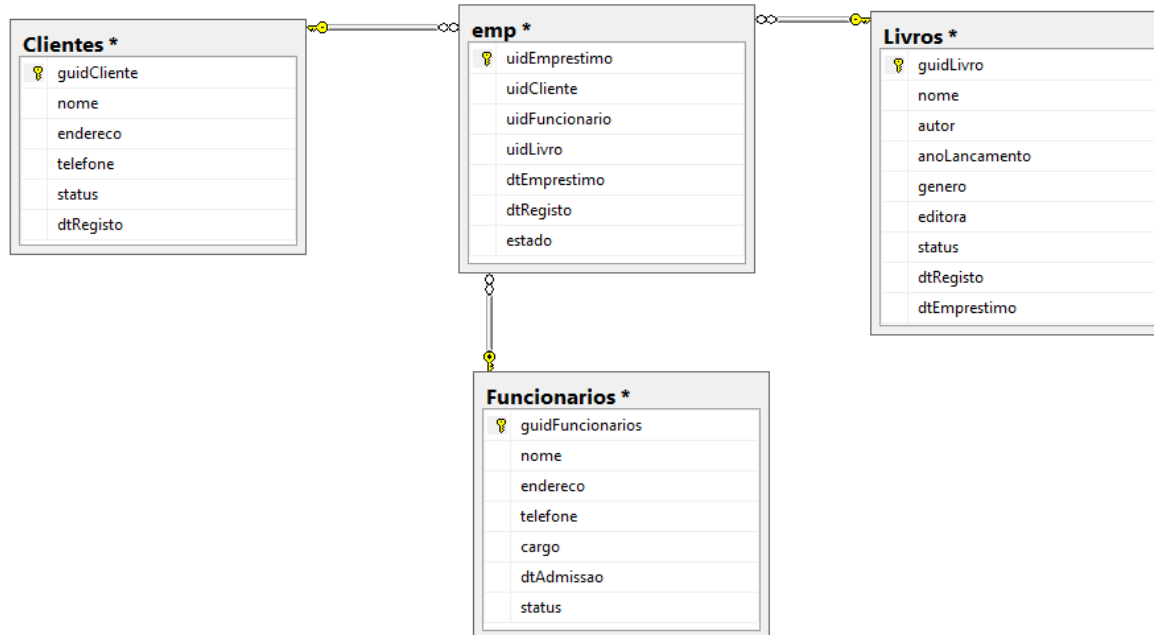 Clientes *
guidCliente
nome
endereco
telefone
status
dtRegisto
emp *
uidEmprestimo
uidCliente
uidFuncionario
uidLivro
dtEmprestimo
dtRegisto
estado
Livros *
guidLivro
nome
autor
anoLancamento
genero
editora
status
dtRegisto
dtEmprestimo
Funcionarios *
guidFuncionarios
nome
endereco
telefone
cargo
dtAdmissao
status